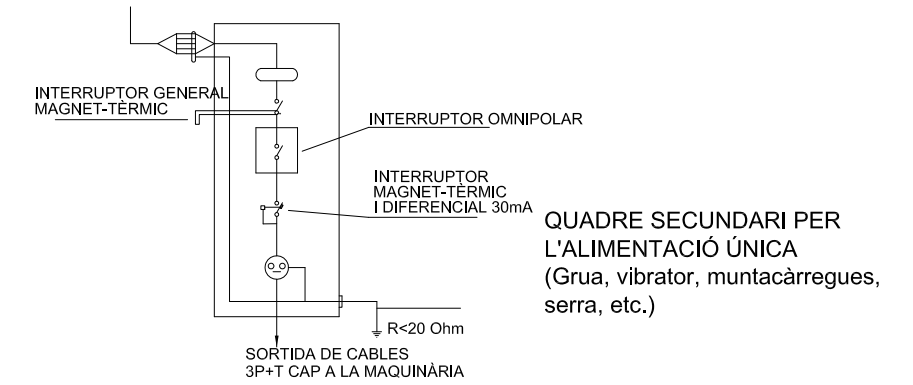 INTERRUPTOR GENERAL
MAGNET-TÈRMIC
INTERRUPTOR OMNIPOLAR
INTERRUPTOR
MAGNET-TÈRMIC
I DIFERENCIAL 30mA
QUADRE SECUNDARI PER
L'ALIMENTACIÓ ÚNICA
(Grua, vibrator, muntacàrregues,
serra, etc.)
R<20 Ohm
SORTIDA DE CABLES
3P+T CAP A LA MAQUINÀRIA